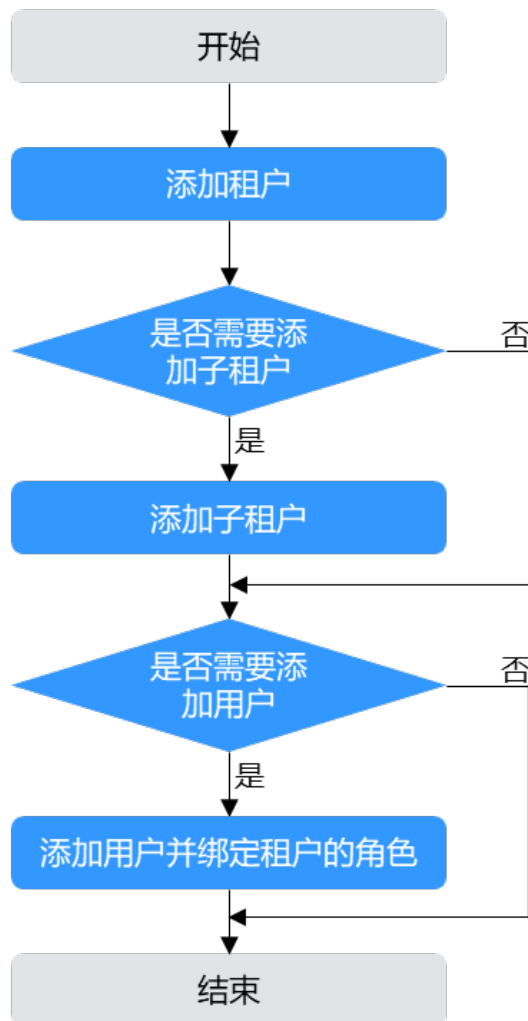 开始
添加租户
是否需要添
加子租户
否
是
添加子租户
是否需要添
加用户
否
是
添加用户并绑定租户的角色
结束